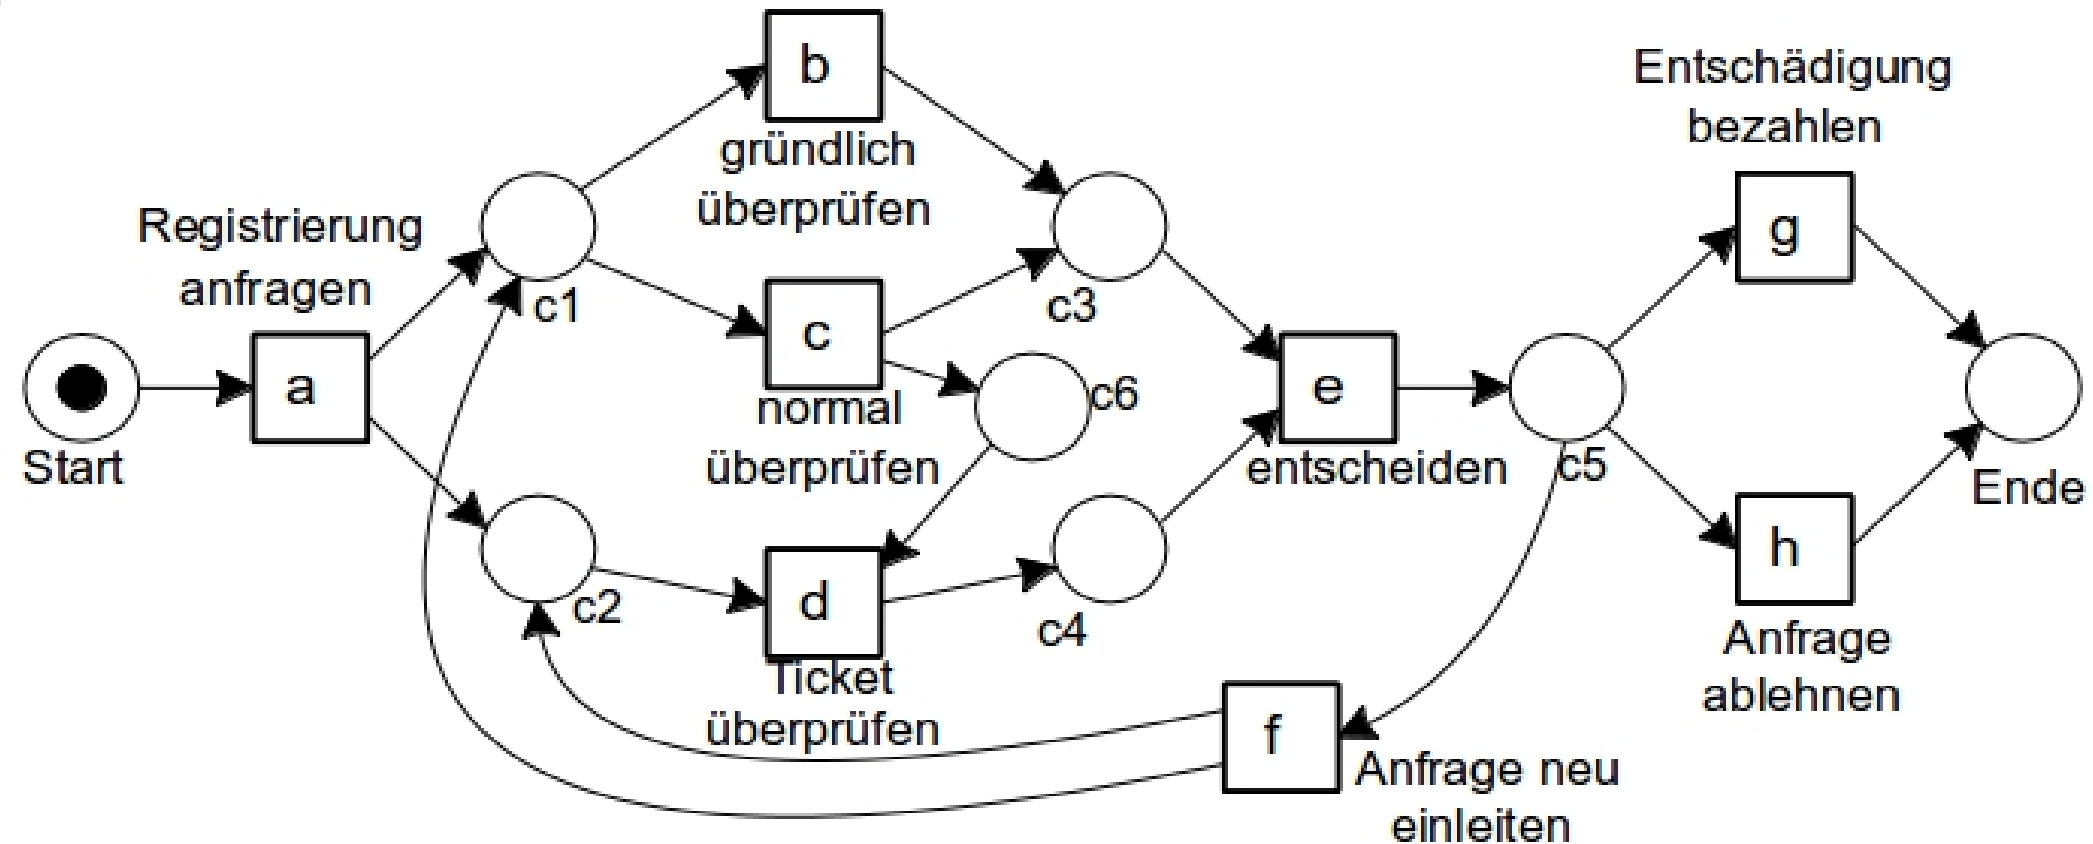 b
gründlich
überprüfen
Entschädigung
bezahlen
g
Registrierung
anfragen
c1
c
normal
überprüfen
c3
c6
Start
a
e
entscheiden
c5
Ende
c2
d
Ticket
überprüfen
c4
h
Anfrage
ablehnen
f
Anfrage neu
einleiten